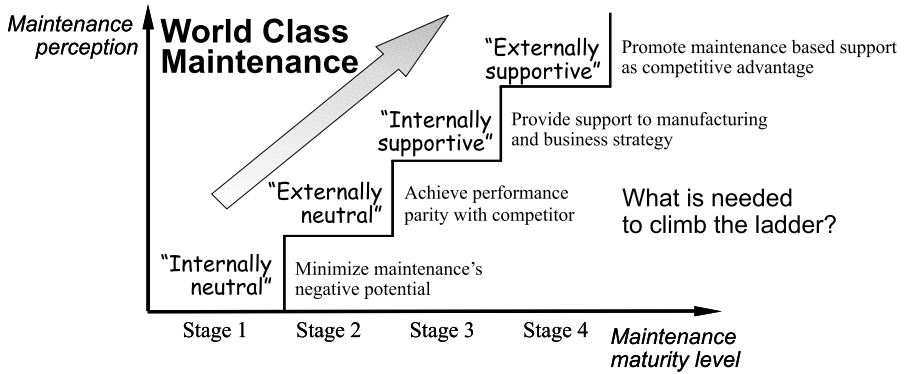 Maintenance
perception
World Class
Maintenance
“Externally
supportive”
Promote maintenance based support
as competitive advantage
“Internally
supportive”
Provide support to manufacturing
and business strategy
“Externally
neutral”
Achieve performance
parity with competitor
What is needed
to climb the ladder?
“Internally
neutral”
Minimize maintenance’s
negative potential
Stage 1 Stage 2 Stage 3 Stage 4
Maintenance
maturity level